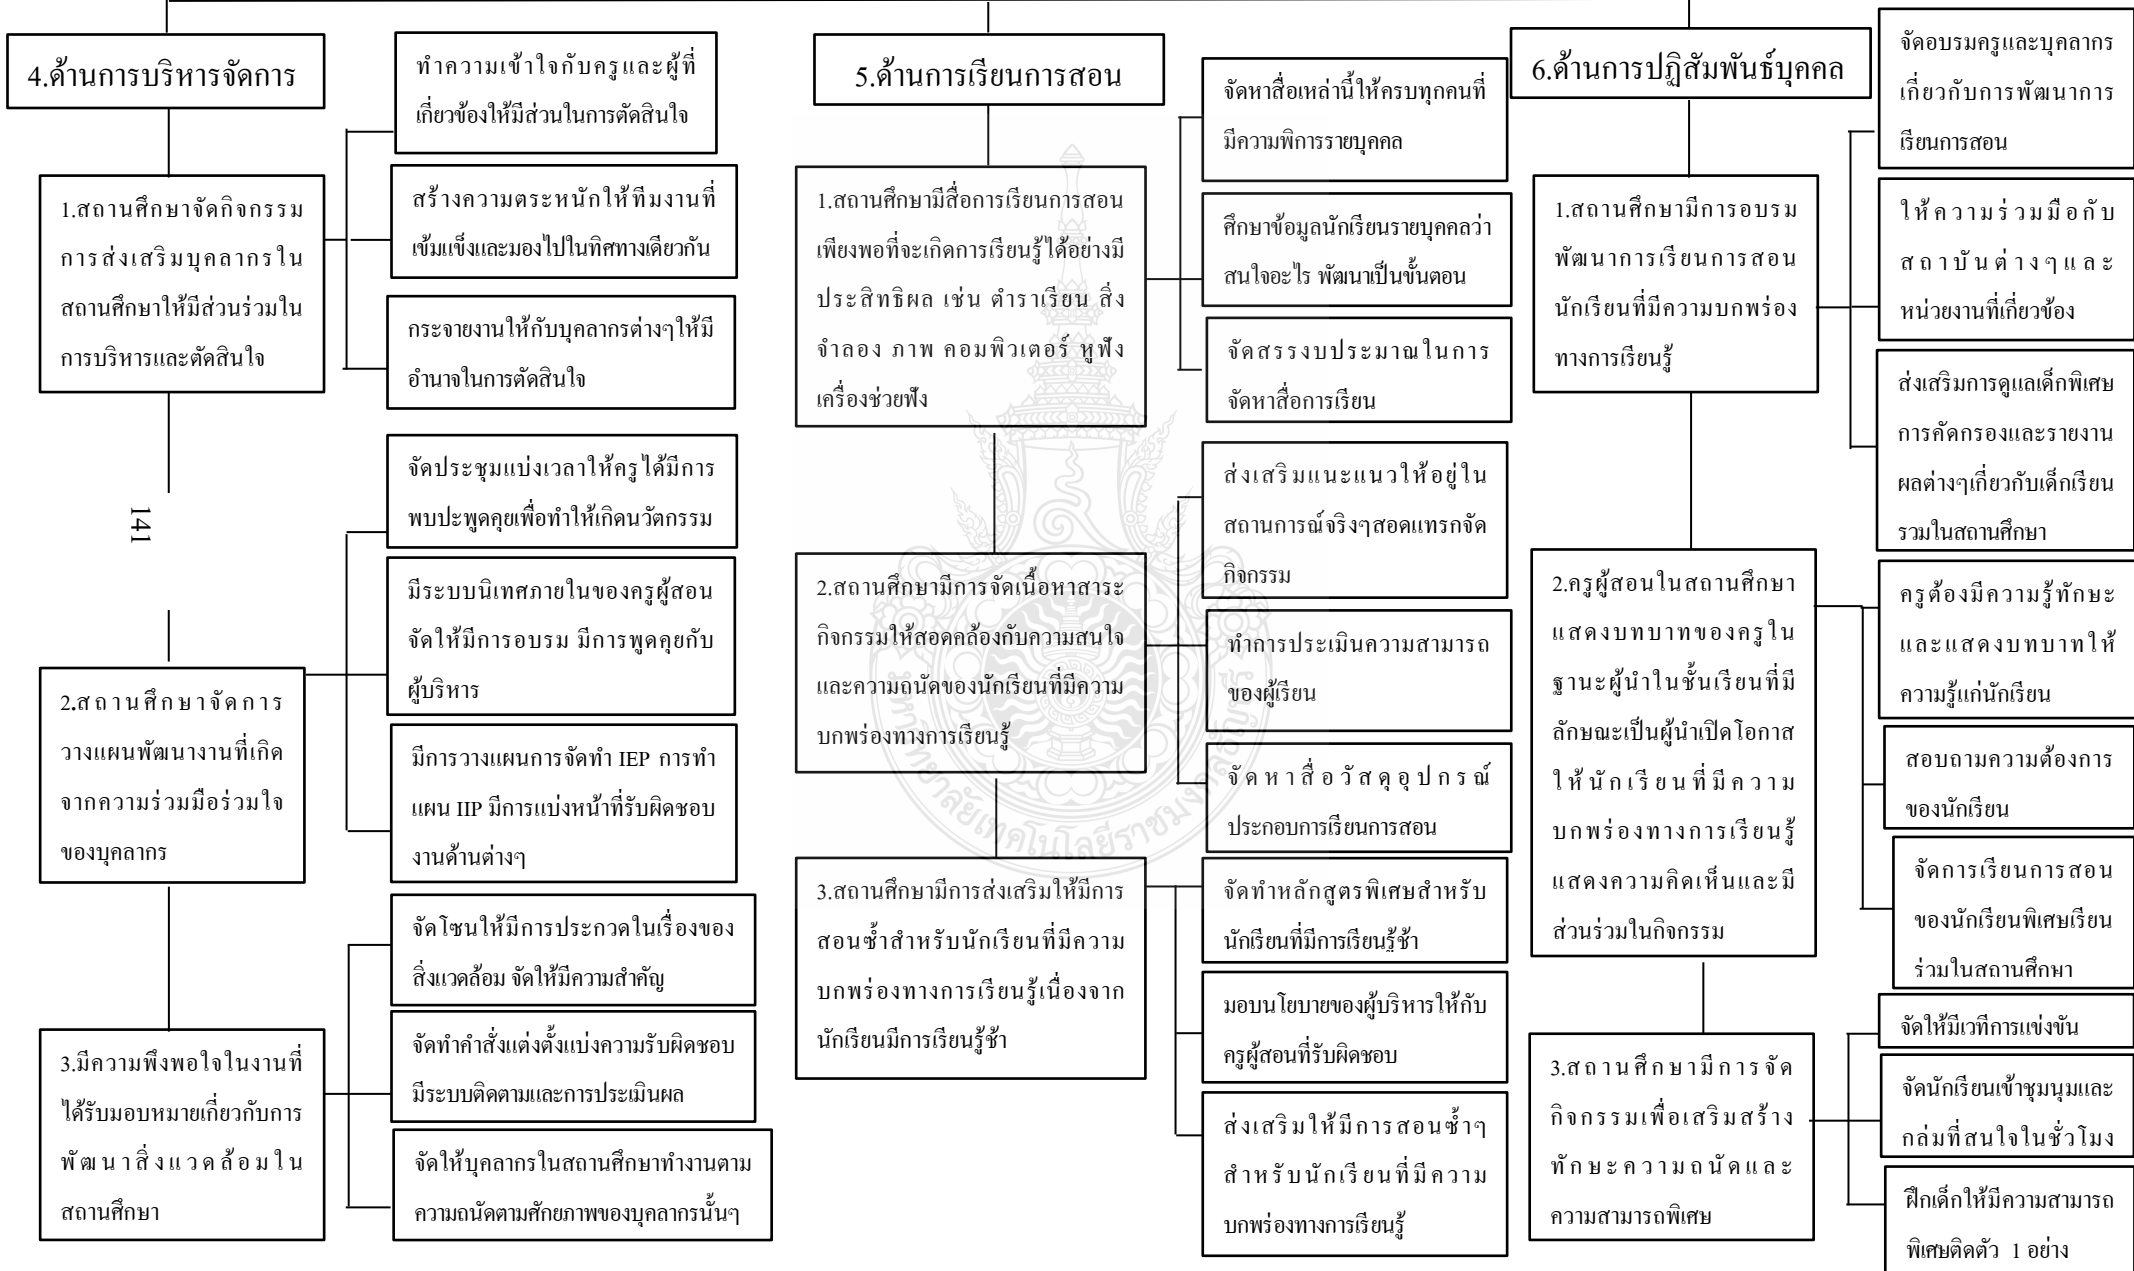 4.ด้านการบริหารจัดการ
ทำความเข้าใจกับครูและผู้ที่
เกี่ยวข้องให้มีส่วนในการตัดสินใจ
1.สถานศึกษาจัดกิจกรรม
การส่งเสริมบุคลากรใน
สถานศึกษาให้มีส่วนร่วมใน
การบริหารและตัดสินใจ
สร้างความตระหนักให้ทีมงานที่
เข้มแข็งและมองไปในทิศทางเดียวกัน
กระจายงานให้กับบุคลากรต่างๆให้มี
อำนาจในการตัดสินใจ
141
จัดประชุมแบ่งเวลาให้ครูได้มีการ
พบปะพูดคุยเพื่อทำให้เกิดนวัตกรรม
มีระบบนิเทศภายในของครูผู้สอน
จัดให้มีการอบรม มีการพูดคุยกับ
ผู้บริหาร
2.สถานศึกษาจัดการ
วางแผนพัฒนางานที่เกิด
จากความร่วมมือร่วมใจ
ของบุคลากร
มีการวางแผนการจัดทำ IEP การทำ
แผน IIP มีการแบ่งหน้าที่รับผิดชอบ
งานด้านต่างๆ
จัดโซนให้มีการประกวดในเรื่องของ
สิ่งแวดล้อม จัดให้มีความสำคัญ
3.มีความพึงพอใจในงานที่
ได้รับมอบหมายเกี่ยวกับการ
พัฒนาสิ่งแวดล้อมใน
สถานศึกษา
จัดทำคำสั่งแต่งตั้งแบ่งความรับผิดชอบ
มีระบบติดตามและการประเมินผล
จัดให้บุคลากรในสถานศึกษาทำงานตาม
ความถนัดตามศักยภาพของบุคลากรนั้นๆ
5.ด้านการเรียนการสอน
จัดหาสื่อเหล่านี้ให้ครบทุกคนที่
มีความพิการรายบุคคล
1.สถานศึกษามีสื่อการเรียนการสอน
เพียงพอที่จะเกิดการเรียนรู้ได้อย่างมี
ประสิทธิผล เช่น ตำราเรียน สิ่ง
จำลอง ภาพ คอมพิวเตอร์ หูฟัง
เครื่องช่วยฟัง
ศึกษาข้อมูลนักเรียนรายบุคคลว่า
สนใจอะไร พัฒนาเป็นขั้นตอน
จัดสรรงบประมาณในการ
จัดหาสื่อการเรียน
ส่งเสริมแนะแนวให้อยู่ใน
สถานการณ์จริงๆสอดแทรกจัด
กิจกรรม
2.สถานศึกษามีการจัดเนื้อหาสาระ
กิจกรรมให้สอดคล้องกับความสนใจ
และความถนัดของนักเรียนที่มีความ
บกพร่องทางการเรียนรู้
ทำการประเมินความสามารถ
ของผู้เรียน
จัดหาสื่อวัสดุอุปกรณ์
ประกอบการเรียนการสอน
3.สถานศึกษามีการส่งเสริมให้มีการ
สอนซ้ำสำหรับนักเรียนที่มีความ
บกพร่องทางการเรียนรู้เนื่องจาก
นักเรียนมีการเรียนรู้ช้า
จัดทำหลักสูตรพิเศษสำหรับ
นักเรียนที่มีการเรียนรู้ช้า
มอบนโยบายของผู้บริหารให้กับ
ครูผู้สอนที่รับผิดชอบ
ส่งเสริมให้มีการสอนซ้ำๆ
สำหรับนักเรียนที่มีความ
บกพร่องทางการเรียนรู้
6.ด้านการปฏิสัมพันธ์บุคคล
จัดอบรมครูและบุคลากร
เกี่ยวกับการพัฒนาการ
เรียนการสอน
1.สถานศึกษามีการอบรม
พัฒนาการเรียนการสอน
นักเรียนที่มีความบกพร่อง
ทางการเรียนรู้
ให้ความร่วมมือกับ
สถาบันต่างๆและ
หน่วยงานที่เกี่ยวข้อง
ส่งเสริมการดูแลเด็กพิเศษ
การคัดกรองและรายงาน
ผลต่างๆเกี่ยวกับเด็กเรียน
รวมในสถานศึกษา
2.ครูผู้สอนในสถานศึกษา
แสดงบทบาทของครูใน
ฐานะผู้นำในชั้นเรียนที่มี
ลักษณะเป็นผู้นำเปิดโอกาส
ให้นักเรียนที่มีความ
บกพร่องทางการเรียนรู้
แสดงความคิดเห็นและมี
ส่วนร่วมในกิจกรรม
ครูต้องมีความรู้ทักษะ
และแสดงบทบาทให้
ความรู้แก่นักเรียน
สอบถามความต้องการ
ของนักเรียน
จัดการเรียนการสอน
ของนักเรียนพิเศษเรียน
ร่วมในสถานศึกษา
3.สถานศึกษามีการจัด
กิจกรรมเพื่อเสริมสร้าง
ทักษะความถนัดและ
ความสามารถพิเศษ
จัดให้มีเวทีการแข่งขัน
จัดนักเรียนเข้าชุมนุมและ
กลุ่มที่สนใจในชั่วโมง
ฝึกเด็กให้มีความสามารถ
พิเศษติดตัว 1 อย่าง